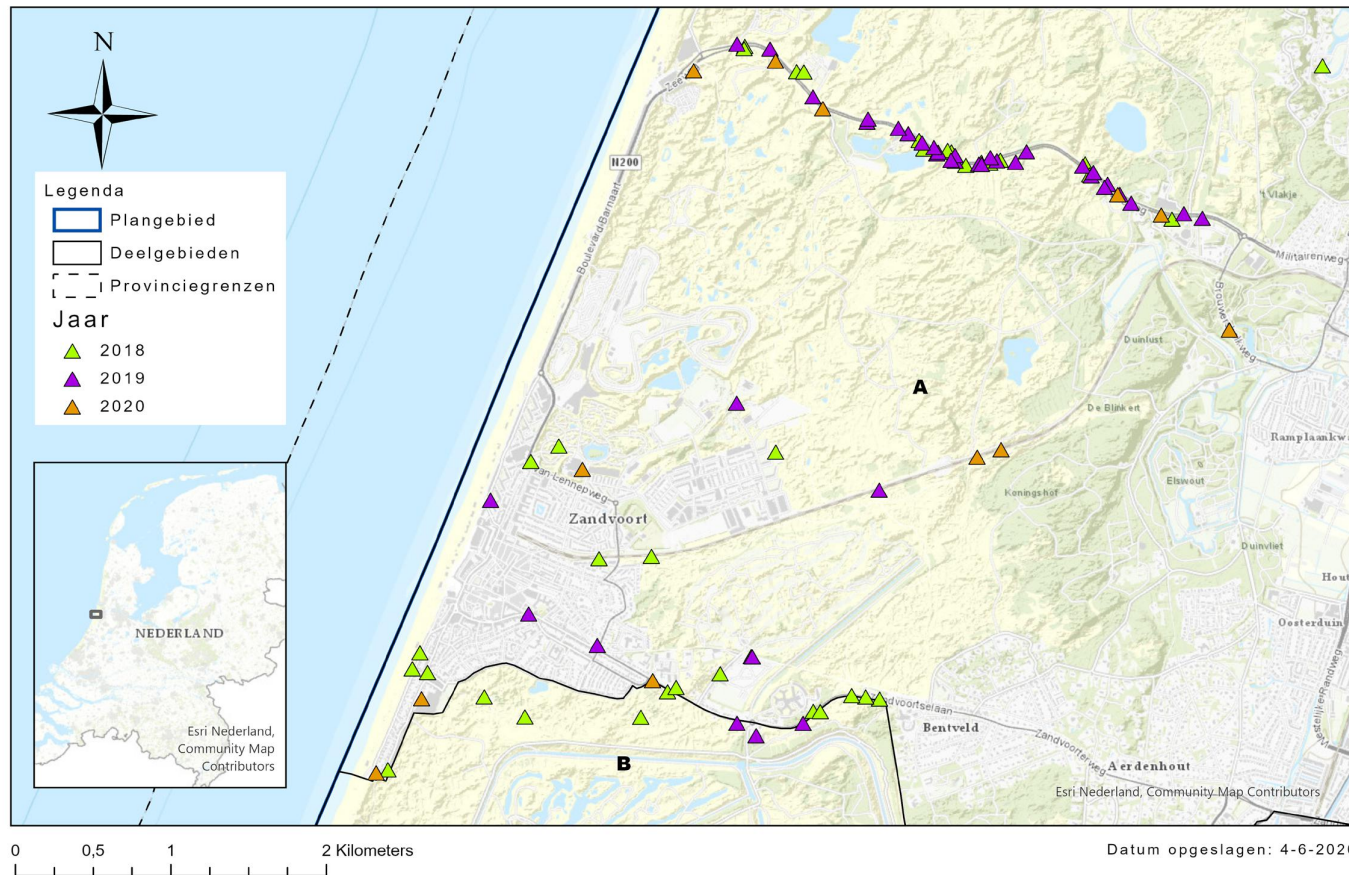 N
Legenda
Plangebied
Deelgebieden
Provinciegrenzen
Jaar
2018
2019
2020
NEDERLAND
Esri Nederland,
Community Map
Contributors
N200
Boulevard Barnaart
't Vlakje
Militairenweg
Duinlust
A
De Blinkert
Ramplaankwa
Elswout
Koningshof
Van Lennepweg
Zandvoort
Duinvliet
Hout
Oosterduin
Zandvoortselaan
Bentveld
Zandvoorterweg
B
Aerdenhout
Esri Nederland, Community Map Contributors
0 0,5 1 2 Kilometers
Datum opgeslagen: 4-6-2020